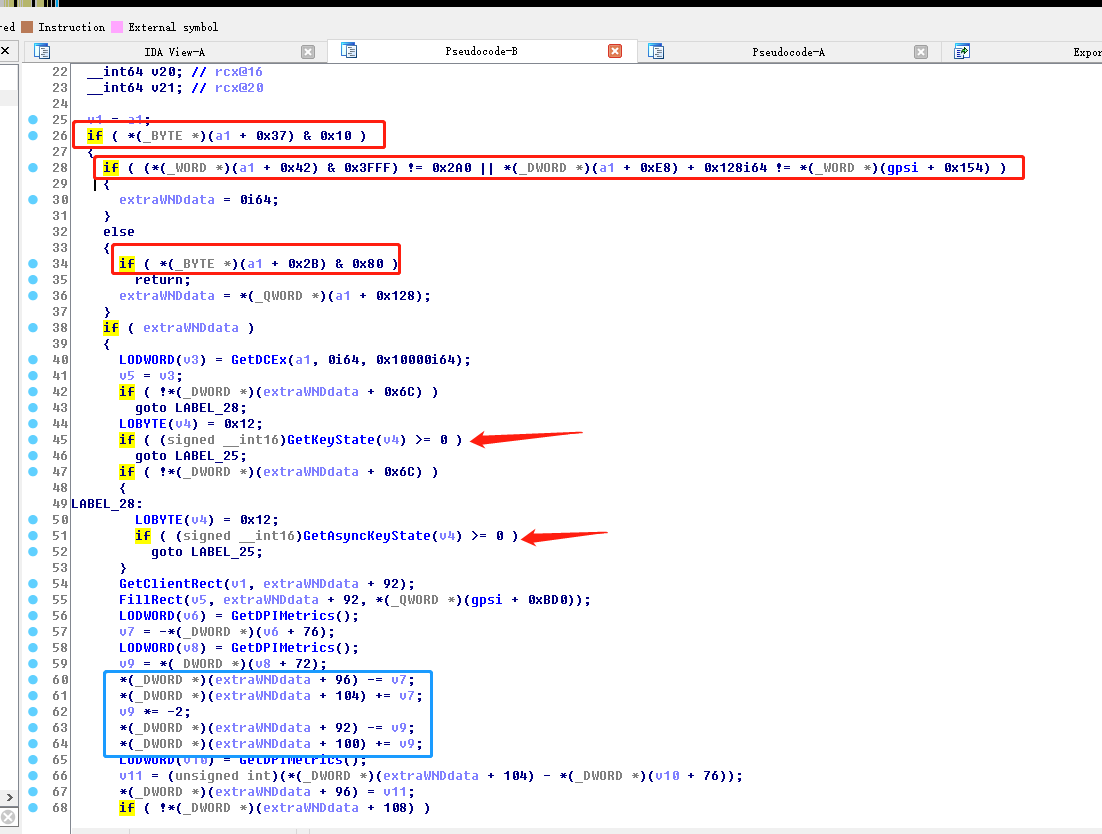 red Instruction External symbol
IDA View-A Pseudocode-B Pseudocode-A Expor
22 __int64 v20; // rcx@16
23 __int64 v21; // rcx@20
24
25 v1 = a1;
26 if ( *(_BYTE *)(a1 + 0x37) & 0x10 )
27 {
28 if ( (*(_WORD *)(a1 + 0x42) & 0x3FFF) != 0x2A0 || *(_DWORD *)(a1 + 0xE8) + 0x128i64 != *(_WORD *)(gpsi + 0x154) )
29 {
30 extraWNDdata = 0i64;
31 }
32 else
33 {
34 if ( *(_BYTE *)(a1 + 0x2B) & 0x80 )
35 return;
36 extraWNDdata = *(_QWORD *)(a1 + 0x128);
37 }
38 if ( extraWNDdata )
39 {
40 LODWORD(v3) = GetDCEx(a1, 0i64, 0x10000i64);
41 v5 = v3;
42 if ( !*(_DWORD *)(extraWNDdata + 0x6C) )
43 goto LABEL_28;
44 LOBYTE(v4) = 0x12;
45 if ( (signed __int16)GetKeyState(v4) >= 0 )
46 goto LABEL_25;
47 if ( !*(_DWORD *)(extraWNDdata + 0x6C) )
48 {
49 LABEL_28:
50 LOBYTE(v4) = 0x12;
51 if ( (signed __int16)GetAsyncKeyState(v4) >= 0 )
52 goto LABEL_25;
53 }
54 GetClientRect(v1, extraWNDdata + 92);
55 FillRect(v5, extraWNDdata + 92, *(_QWORD *)(gpsi + 0xBD0));
56 LODWORD(v6) = GetDPIMetrics();
57 v7 = -*(_DWORD *)(v6 + 76);
58 LODWORD(v8) = GetDPIMetrics();
59 v9 = *(_DWORD *)(v8 + 72);
60 *(_DWORD *)(extraWNDdata + 96) -= v7;
61 *(_DWORD *)(extraWNDdata + 104) += v7;
62 v9 *= -2;
63 *(_DWORD *)(extraWNDdata + 92) -= v9;
64 *(_DWORD *)(extraWNDdata + 100) += v9;
65 LODWORD(v10) = GetDPIMetrics();
66 v11 = (unsigned int)(*(_DWORD *)(extraWNDdata + 104) - *(_DWORD *)(v10 + 76));
67 *(_DWORD *)(extraWNDdata + 96) = v11;
68 if ( !*(_DWORD *)(extraWNDdata + 108) )